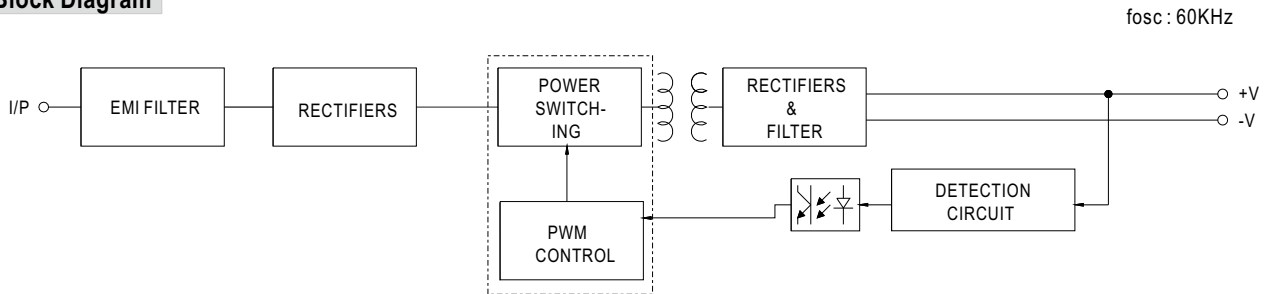 Block Diagram
fosc : 60KHz
I/P
EMI FILTER
RECTIFIERS
POWER
SWITCH-
ING
RECTIFIERS
&
FILTER
+V
-V
PWM
CONTROL
DETECTION
CIRCUIT